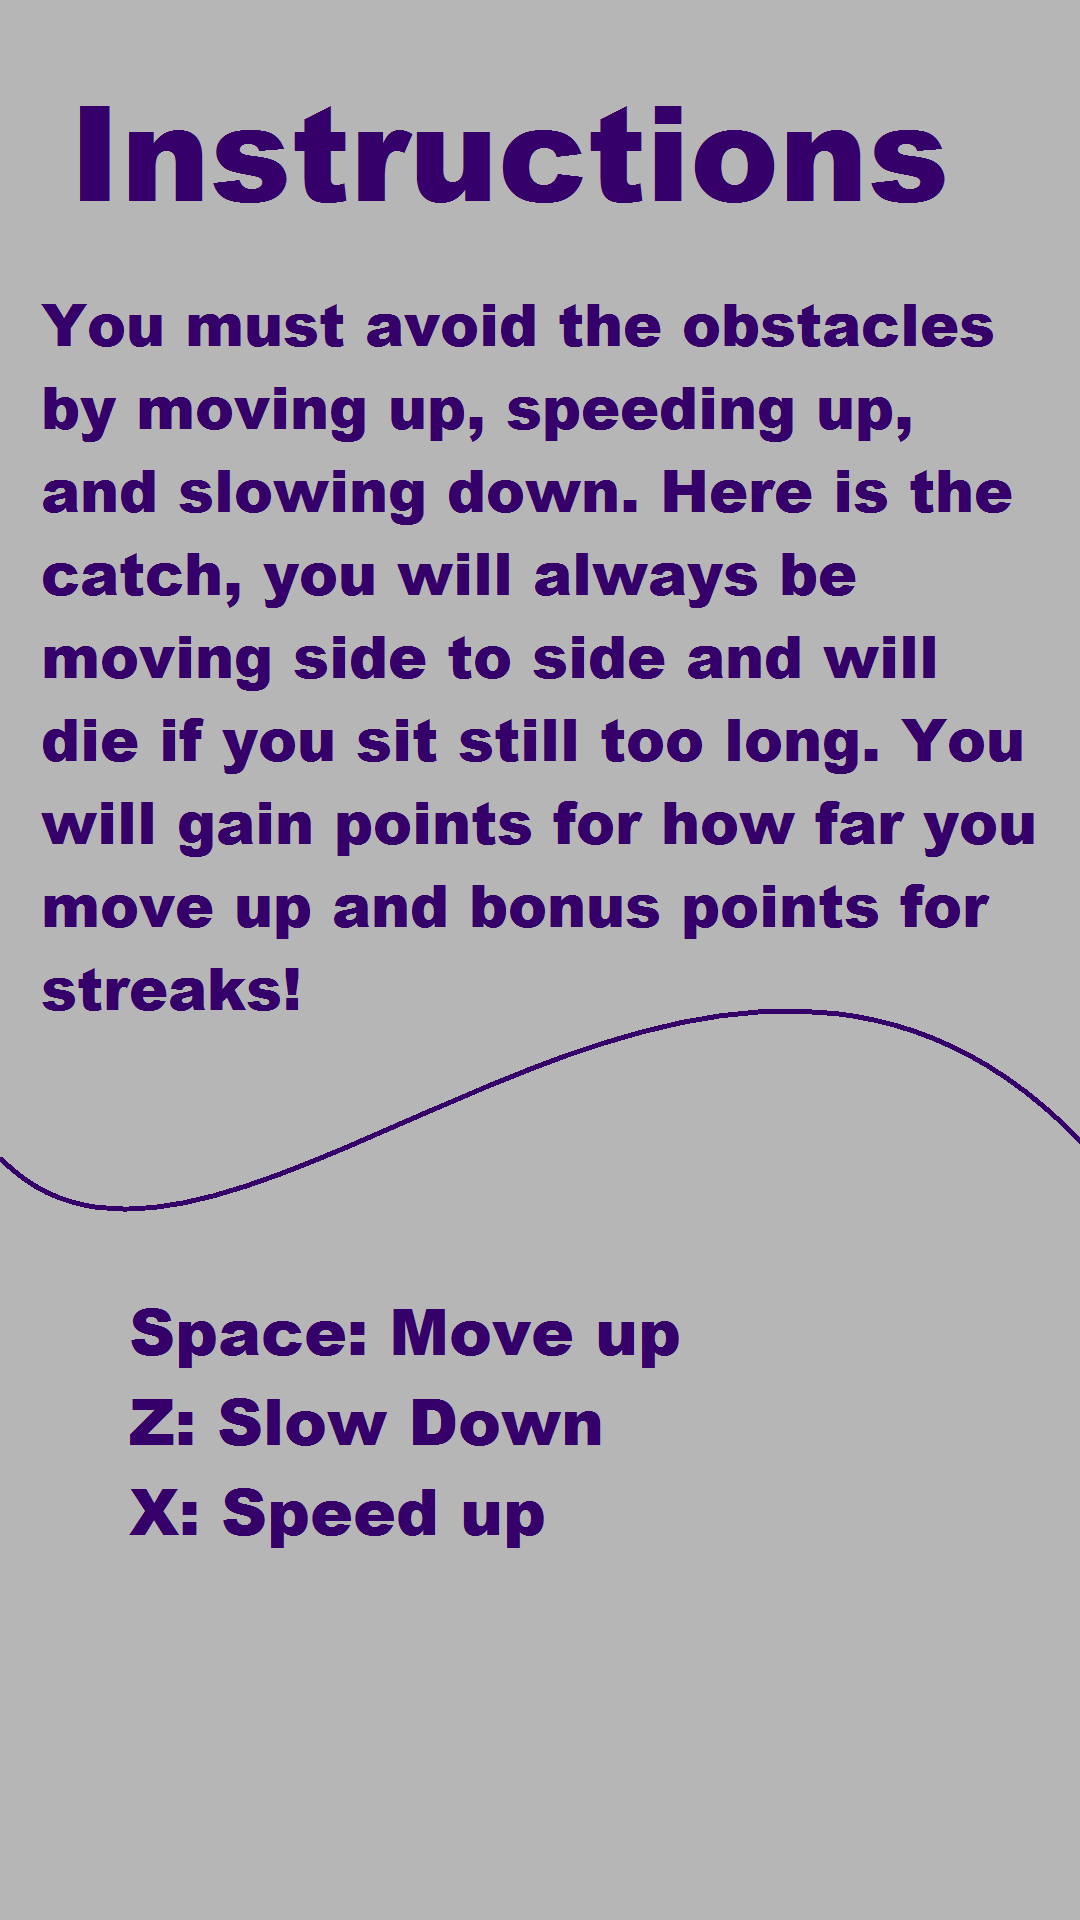 Instructions
You must avoid the obstacles
by moving up, speeding up,
and slowing down. Here is the
catch, you will always be
moving side to side and will
die if you sit still too long. You
will gain points for how far you
move up and bonus points for
streaks!
Space: Move up
Z: Slow Down
X: Speed up